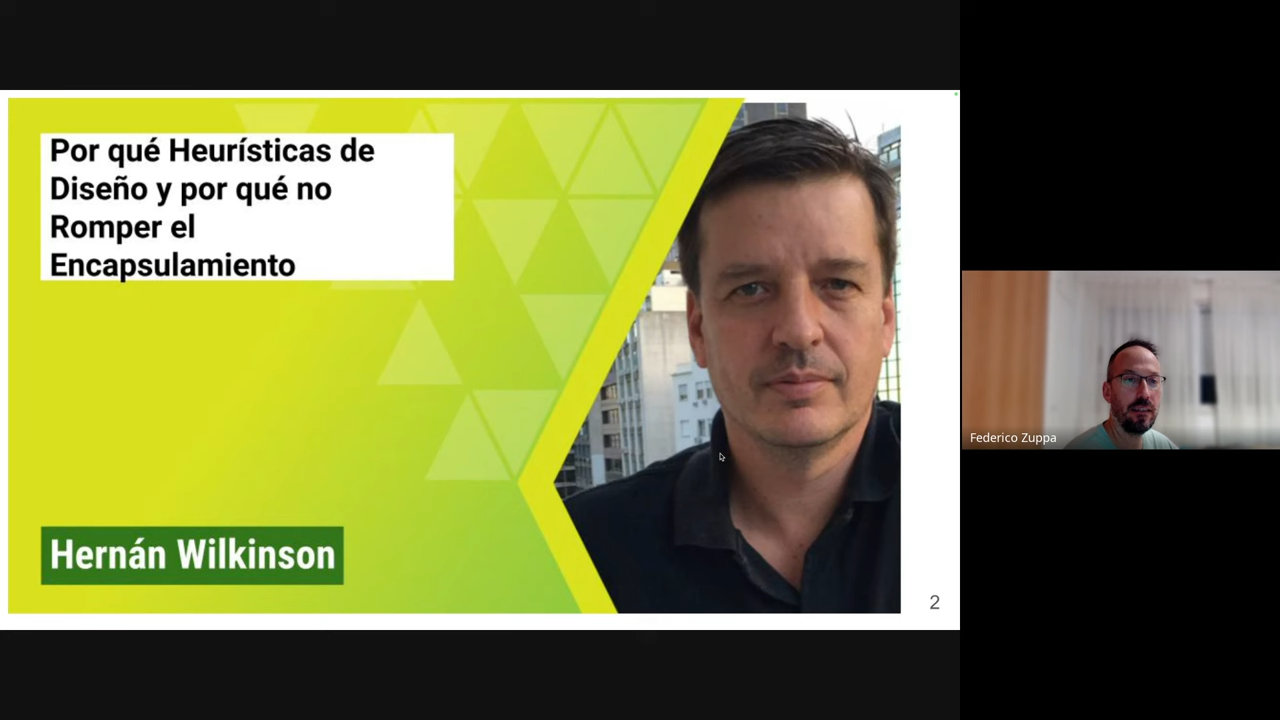 Por qué Heurísticas de
Diseño y por qué no
Romper el
Encapsulamiento
Hernán Wilkinson
2
Federico Zuppa